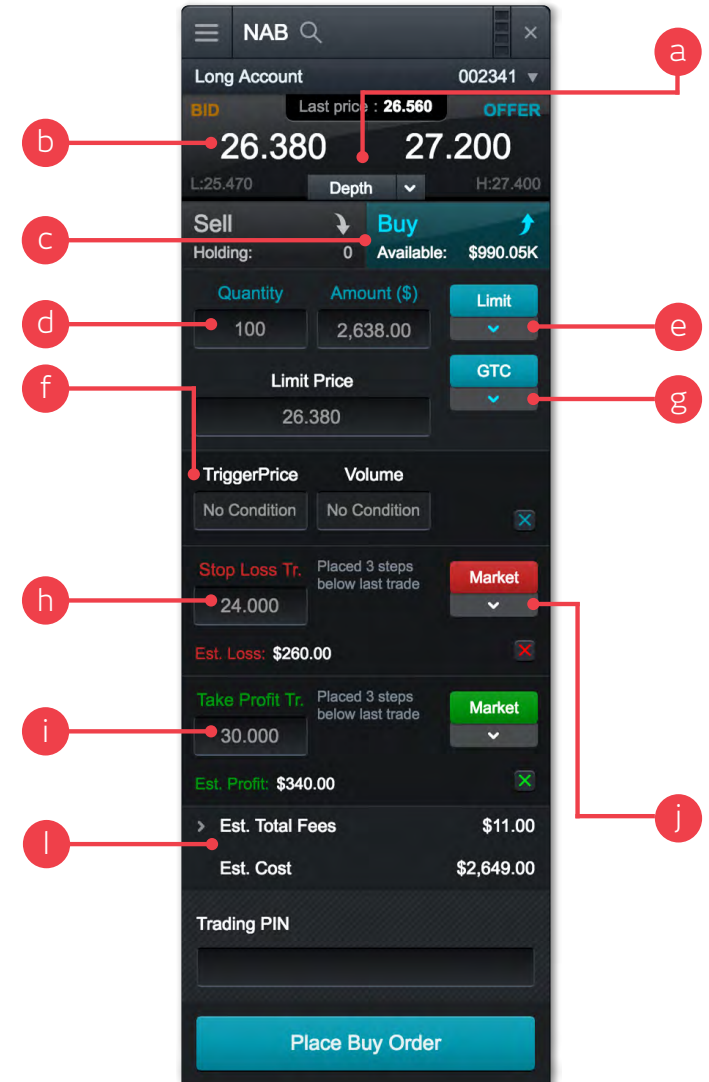 NAB
a
Long Account 002341
BID Last price : 26.560 OFFER
b 26.380 27.200
L:25.470 Depth H:27.400
Sell Buy
c
Holding: 0 Available: $990.05K
Quantity Amount ($) Limit
d 100 2,638.00 e
f Limit Price GTC
g
26.380
TriggerPrice Volume
No Condition No Condition
Stop Loss Tr. Placed 3 steps
below last trade Market
h 24.000 j
Est. Loss: $260.00
Take Profit Tr. Placed 3 steps
below last trade Market
i 30.000
Est. Profit: $340.00
Est. Total Fees $11.00
l
Est. Cost $2,649.00
Trading PIN
Place Buy Order